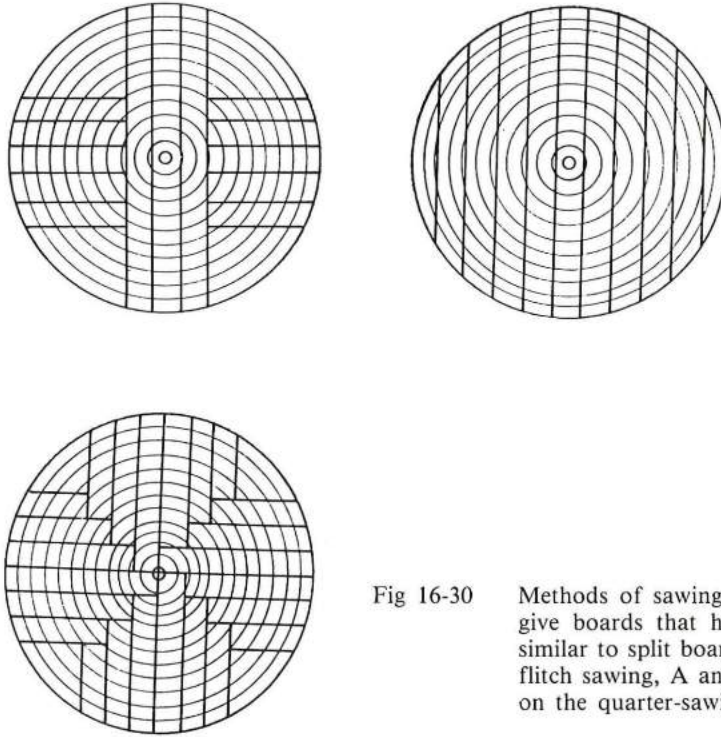 Fig 16-30 Methods of sawing
give boards that h
similar to split boar
flitch sawing, A an
on the quarter-sawi